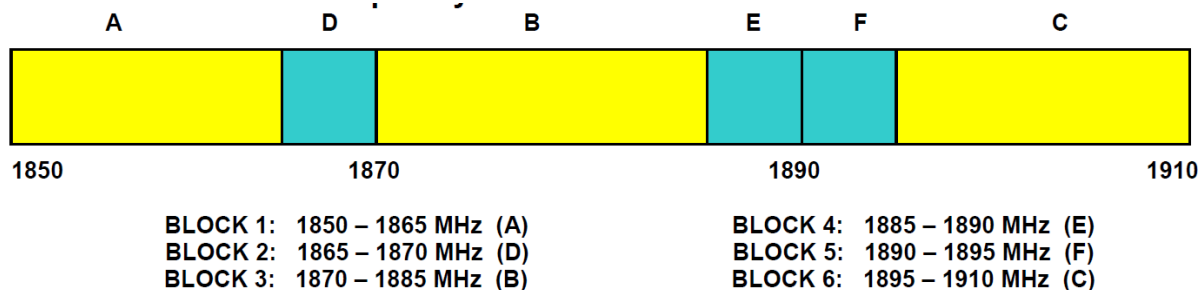 A D B E F C
1850 1870 1890 1910
BLOCK 1: 1850 – 1865 MHz (A)
BLOCK 2: 1865 – 1870 MHz (D)
BLOCK 3: 1870 – 1885 MHz (B)
BLOCK 4: 1885 – 1890 MHz (E)
BLOCK 5: 1890 – 1895 MHz (F)
BLOCK 6: 1895 – 1910 MHz (C)